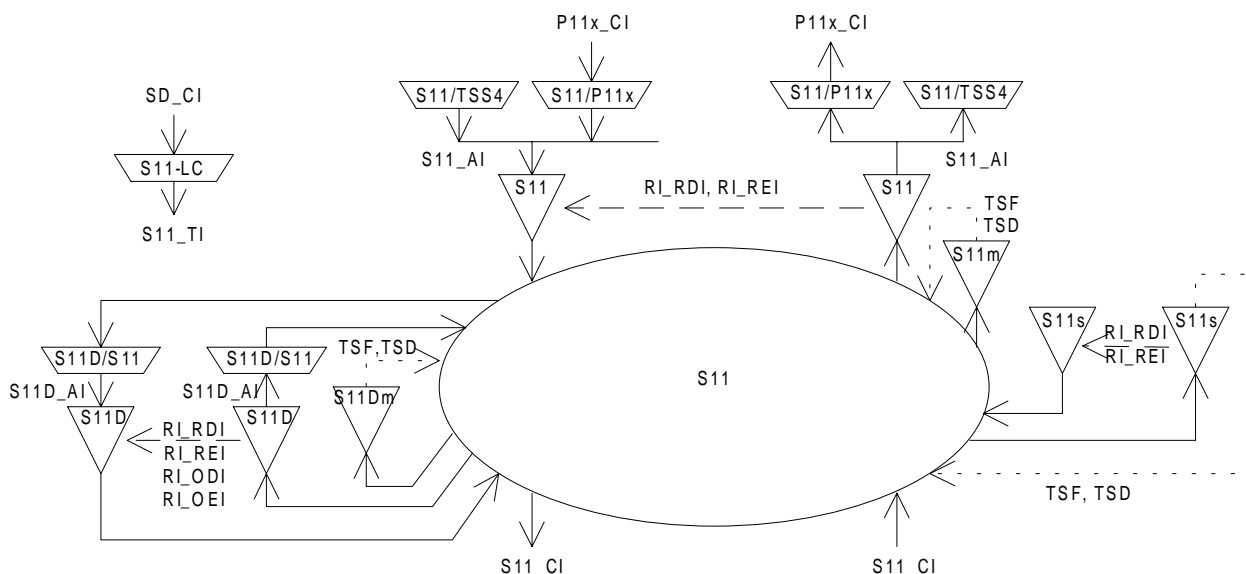 P11x_CI
P11x_CI
SD_CI
S11/TSS4
S11/P11x
S11/P11x
S11/TSS4
S11-LC
S11_AI
S11_AI
S11
RI_RDI, RI_REI
S11
TSF
TSD
S11_TI
S11m
S11s
S11s
RI_RDI
RI_REI
S11D/S11
S11D/S11
TSF,TSD
S11
S11D_AI
S11D_AI
S11Dm
S11D
S11D
RI_RDI
RI_REI
RI_ODI
RI_OEI
TSF, TSD
S11_CI
S11_CI